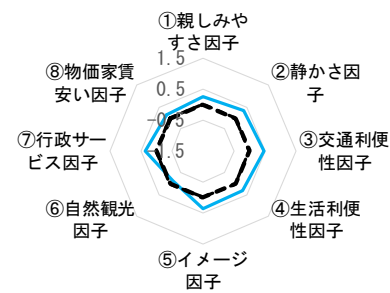 ①親しみや
すさ因子
②静かさ因
子
③交通利便
性因子
④生活利便
性因子
⑤イメージ
因子
⑥自然観光
因子
⑦行政サー
ビス因子
⑧物価家賃
安い因子
1.5
0.5